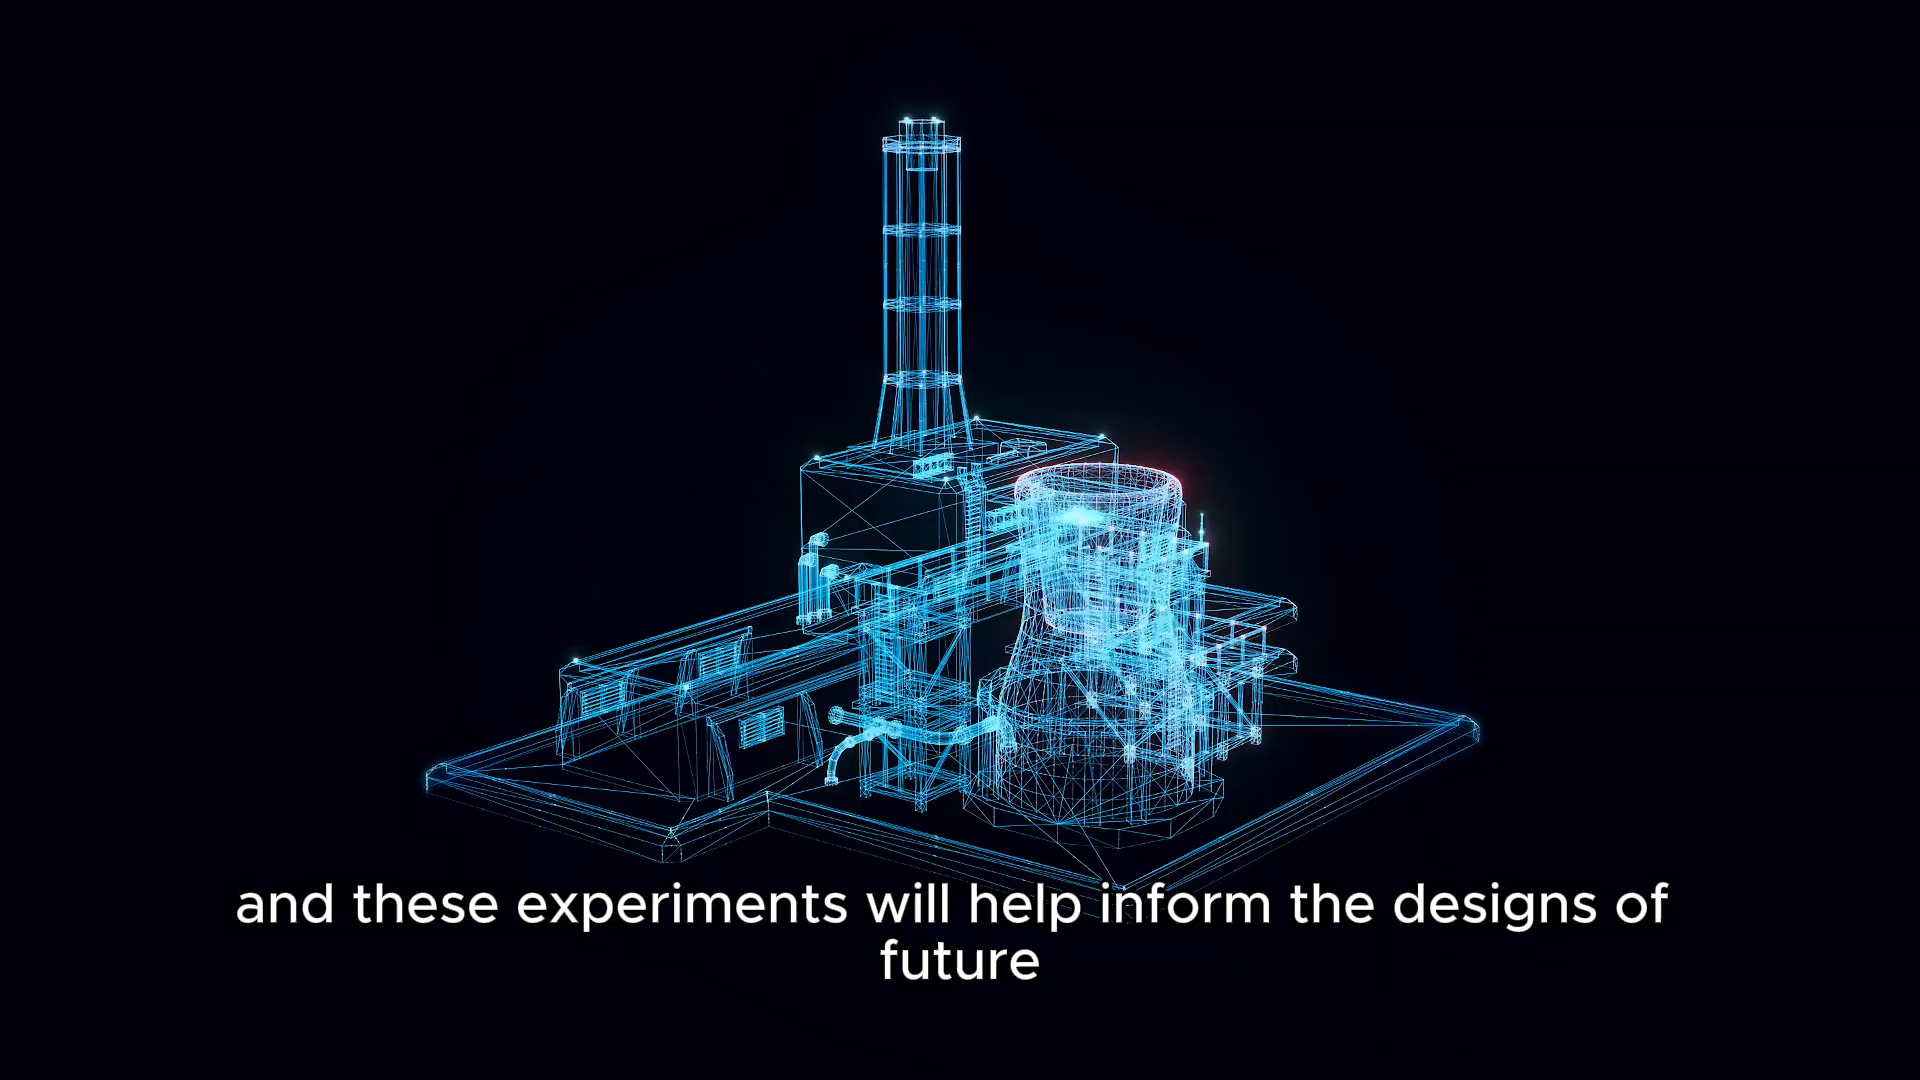 and these experiments will help inform the designs of
future